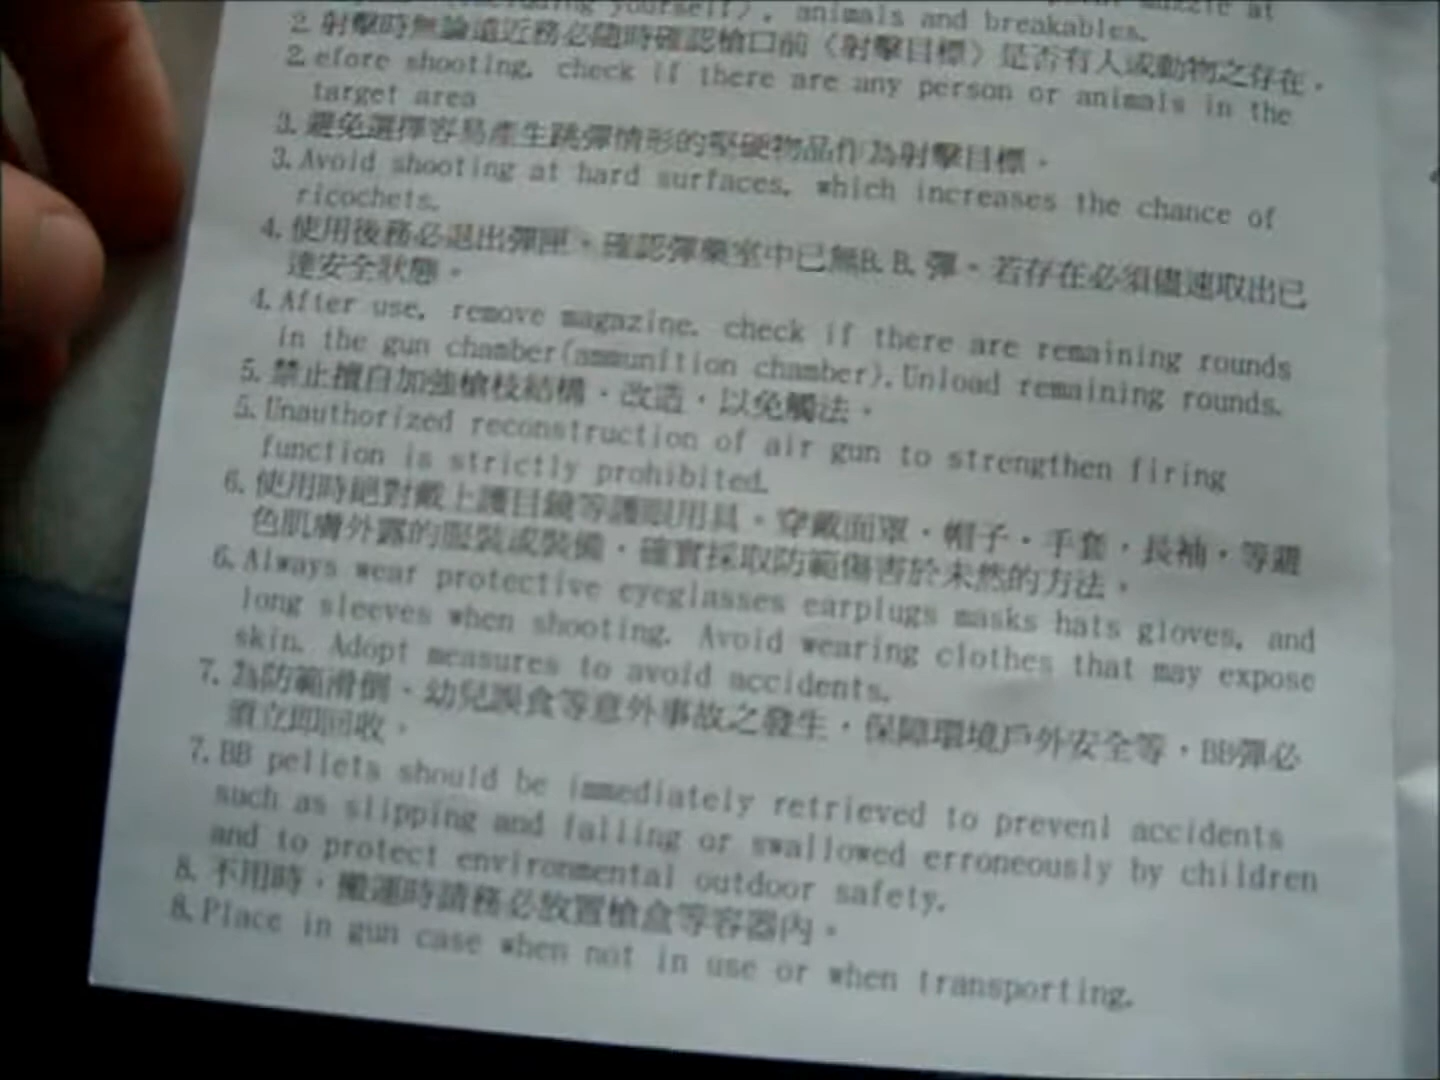 (including yourself), animals and breakables.
2. 射擊時無論遠近務必隨時確認槍口前〈射擊目標〉是否有人或動物之存在。
2. efore shooting, check if there are any person or animals in the
target area
3. 避免選擇容易產生跳彈情形的堅硬物品作為射擊目標。
3. Avoid shooting at hard surfaces, which increases the chance of
ricochets.
4. 使用後務必退出彈匣，確認彈藥室中已無B.B.彈。若存在必須儘速取出已
達安全狀態。
4. After use, remove magazine, check if there are remaining rounds
in the gun chamber(ammunition chamber). Unload remaining rounds.
5. 禁止擅自加強槍枝結構，改造，以免觸法。
5. Unauthorized reconstruction of air gun to strengthen firing
function is strictly prohibited.
6. 使用時絕對戴上護目鏡等護眼用具，穿戴面罩，帽子，手套，長袖，等避
色肌膚外露的服裝或裝備，確實採取防範傷害於未然的方法。
6. Always wear protective eyeglasses earplugs masks hats gloves, and
long sleeves when shooting. Avoid wearing clothes that may expose
skin. Adopt measures to avoid accidents.
7. 為防範滑倒、幼兒誤食等意外事故之發生，保障環境戶外安全等，BB彈必
須立即回收。
7. BB pellets should be immediately retrieved to prevent accidents
such as slipping and falling or swallowed erroneously by children
and to protect environmental outdoor safety.
8. 不用時，搬運時請務必放置槍盒等容器內。
8. Place in gun case when not in use or when transporting.